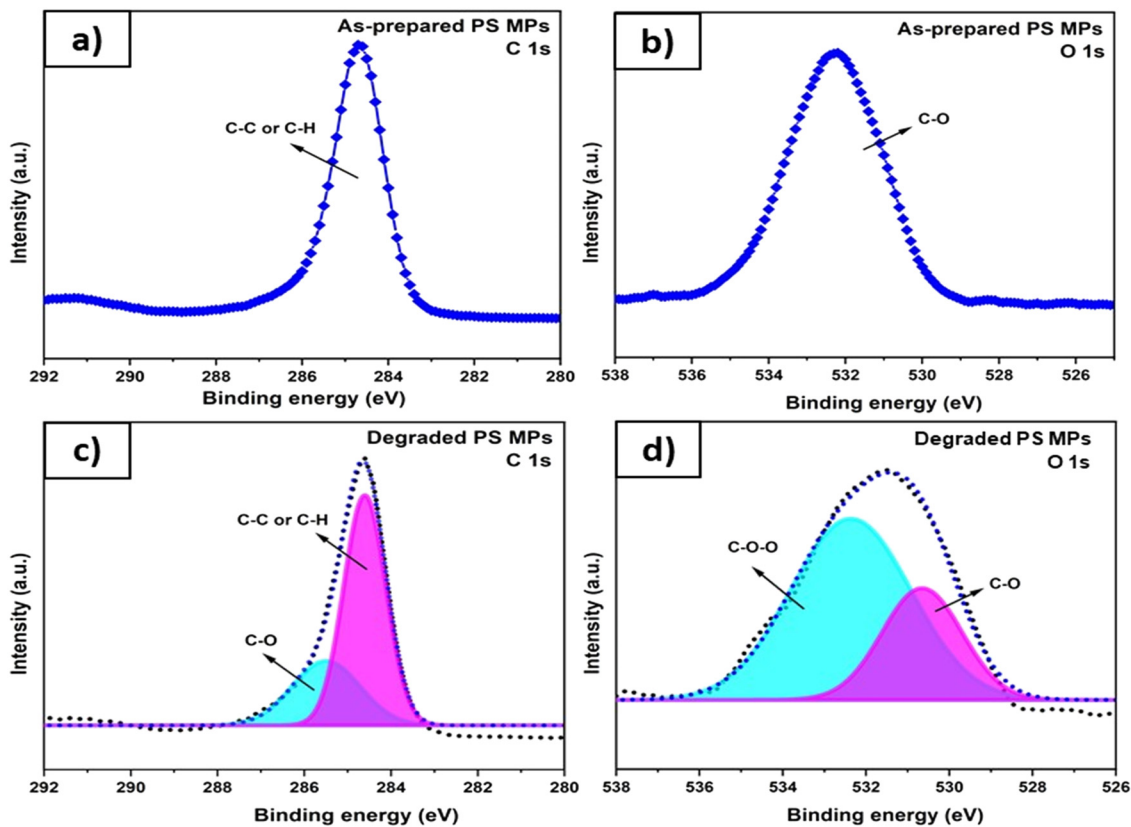 a)
As-prepared PS MPs
C 1s
C-C or C-H
Intensity (a.u.)
292 290 288 286 284 282 280
Binding energy (eV)
b)
As-prepared PS MPs
O 1s
C-O
Intensity (a.u.)
538 536 534 532 530 528 526
Binding energy (eV)
c)
Degraded PS MPs
C 1s
C-C or C-H
C-O
Intensity (a.u.)
292 290 288 286 284 282 280
Binding energy (eV)
d)
Degraded PS MPs
O 1s
C-O-O
C-O
Intensity (a.u.)
538 536 534 532 530 528 526
Binding energy (eV)